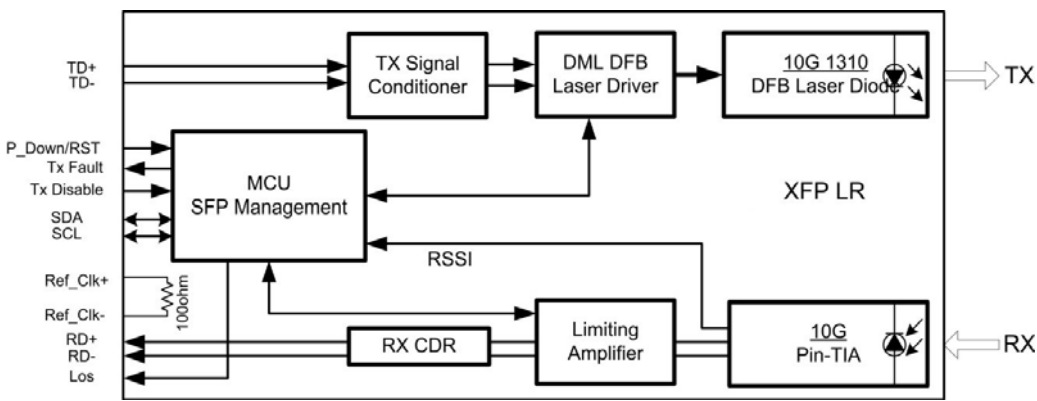 TD+
TD-
TX Signal
Conditioner
DML DFB
Laser Driver
10G 1310
DFB Laser Diode
TX
P_Down/RST
Tx Fault
Tx Disable
SDA
SCL
MCU
SFP Management
XFP LR
RSSI
Ref_Clk+
Ref_Clk-
100ohm
RD+
RD-
Los
RX CDR
Limiting
Amplifier
10G
Pin-TIA
RX